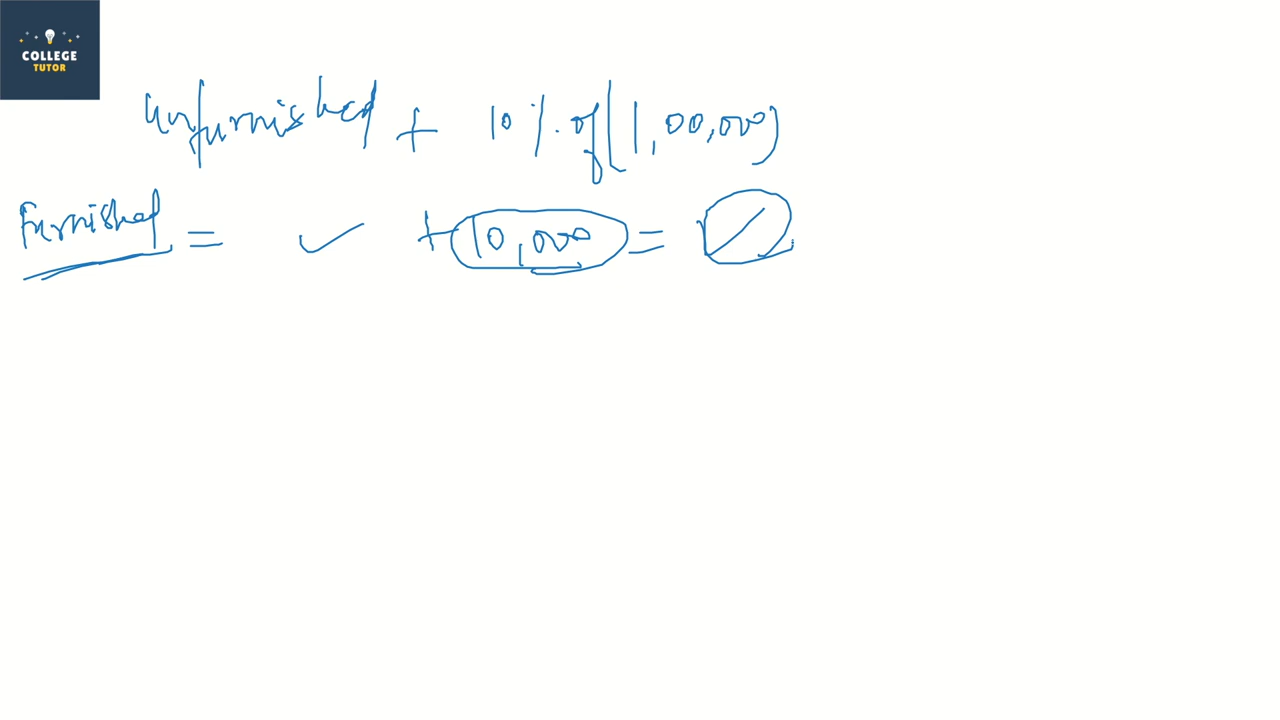 COLLEGE
TUTOR
Unfurnished + 10% of (1,00,000)
Furnished = ✓ + 10,000 =